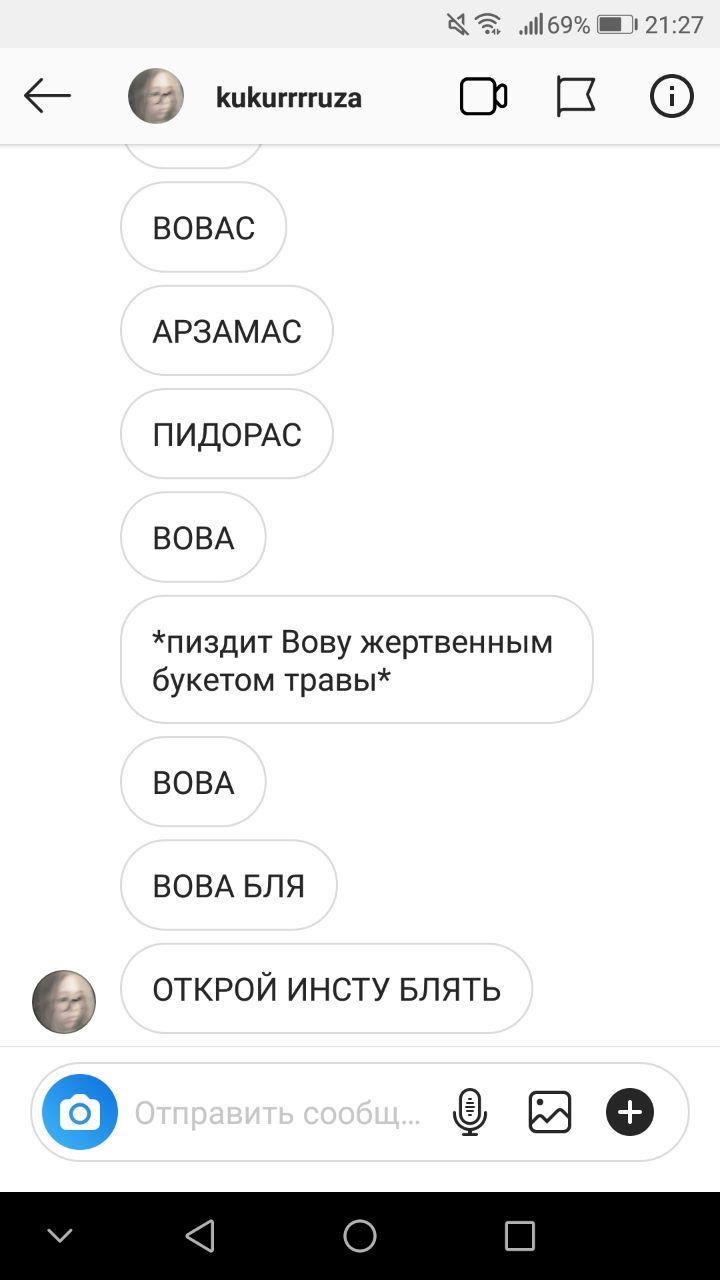 69% 21:27
kukurrrruza
ВОВАС
АРЗАМАС
ПИДОРАС
ВОВА
*пиздит Вову жертвенным
букетом травы*
ВОВА
ВОВА БЛЯ
ОТКРОЙ ИНСТУ БЛЯТЬ
Отправить сообщ...